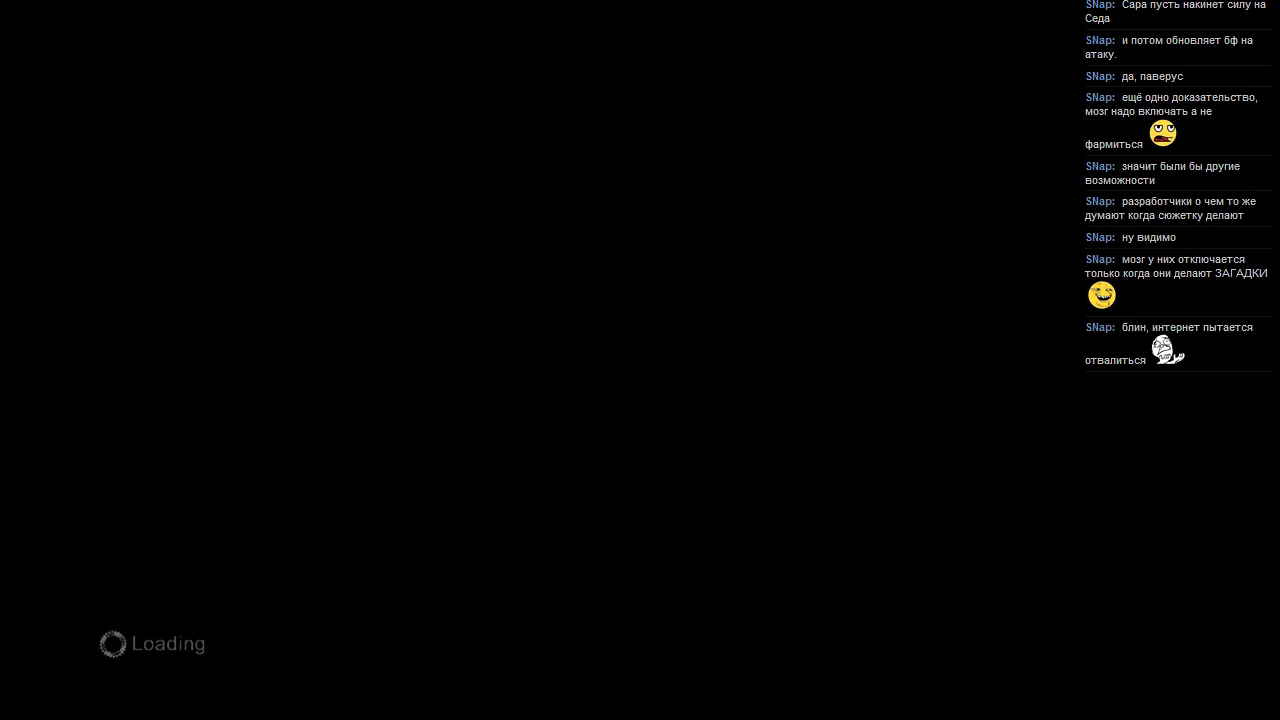 SNap: Сара пусть накинет силу на
Седа
SNap: и потом обновляет бф на
атаку.
SNap: да, паверус
SNap: ещё одно доказательство,
мозг надо включать а не
фармиться
SNap: значит были бы другие
возможности
SNap: разработчики о чем то же
думают когда сюжетку делают
SNap: ну видимо
SNap: мозг у них отключается
только когда они делают ЗАГАДКИ
SNap: блин, интернет пытается
отвалиться
Loading